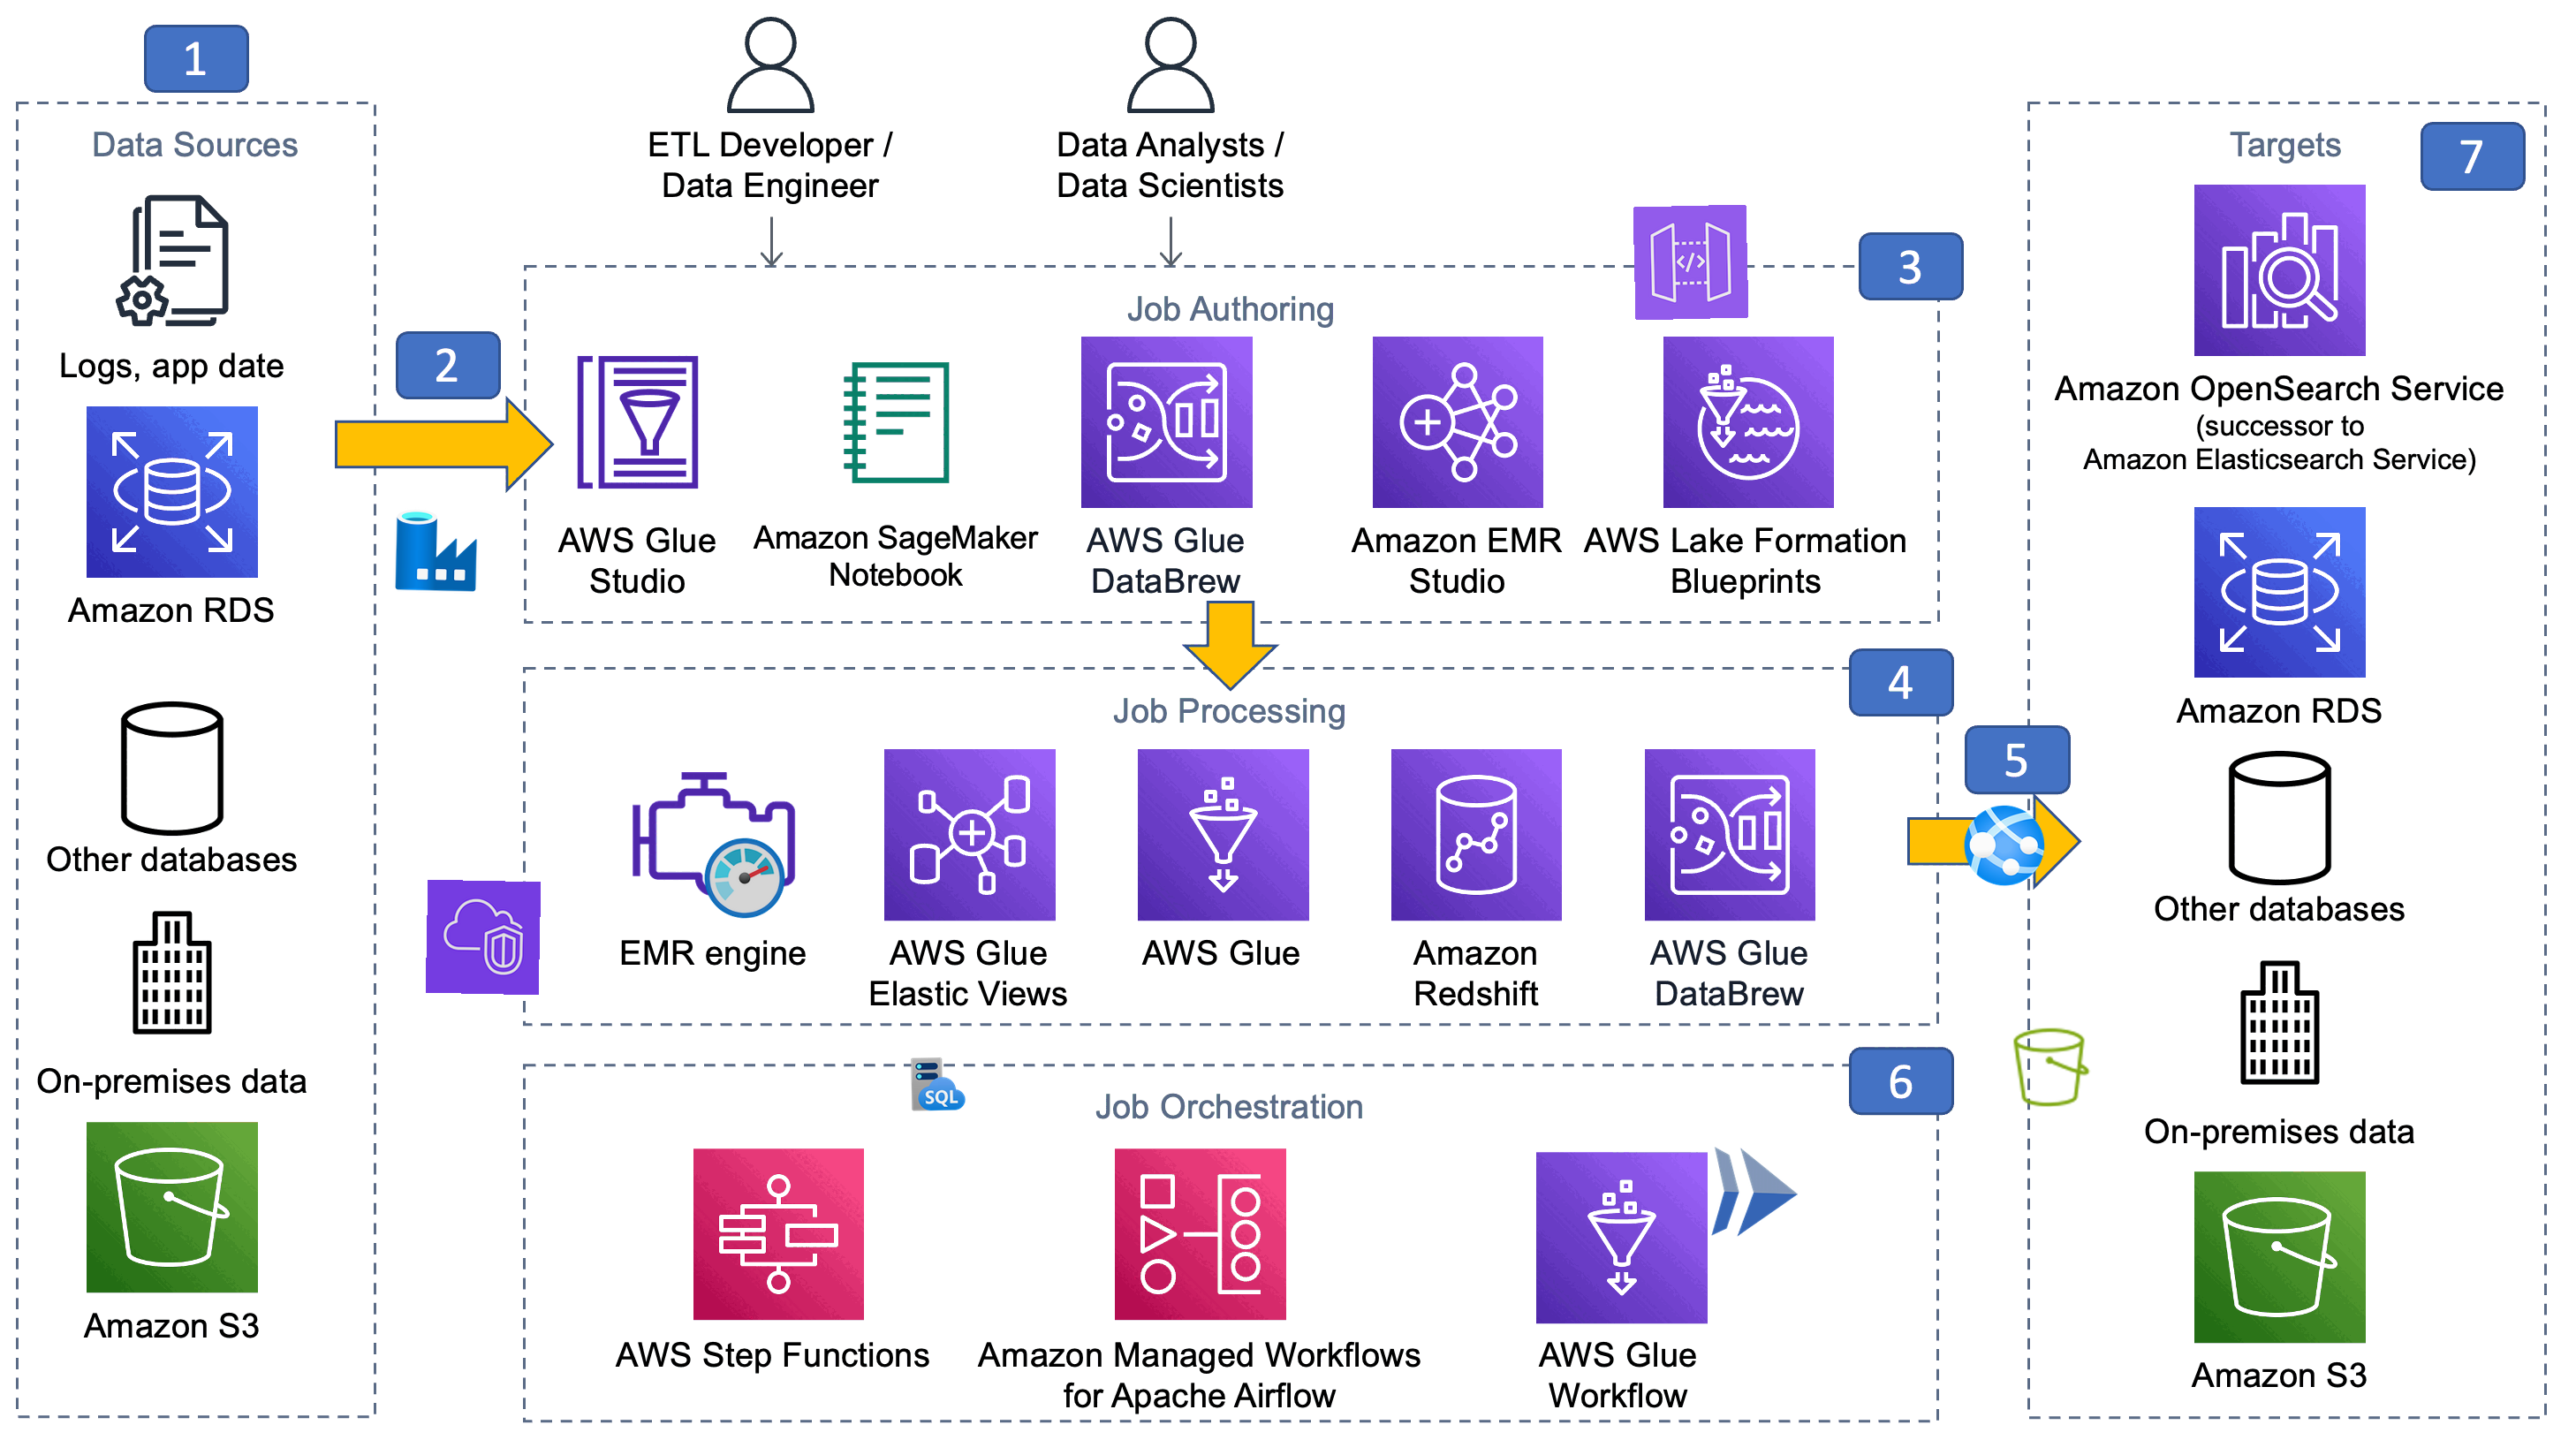 1
Data Sources
Logs, app date
Amazon RDS
Other databases
On-premises data
Amazon S3
2
ETL Developer /
Data Engineer
Data Analysts /
Data Scientists
3
Job Authoring
</>
AWS Glue
Studio
Amazon SageMaker
Notebook
AWS Glue
DataBrew
Amazon EMR
Studio
AWS Lake Formation
Blueprints
4
Job Processing
EMR engine
AWS Glue
Elastic Views
AWS Glue
Amazon
Redshift
AWS Glue
DataBrew
5
6
SQL
Job Orchestration
AWS Step Functions
Amazon Managed Workflows
for Apache Airflow
AWS Glue
Workflow
7
Targets
Amazon OpenSearch Service
(successor to
Amazon Elasticsearch Service)
Amazon RDS
Other databases
On-premises data
Amazon S3